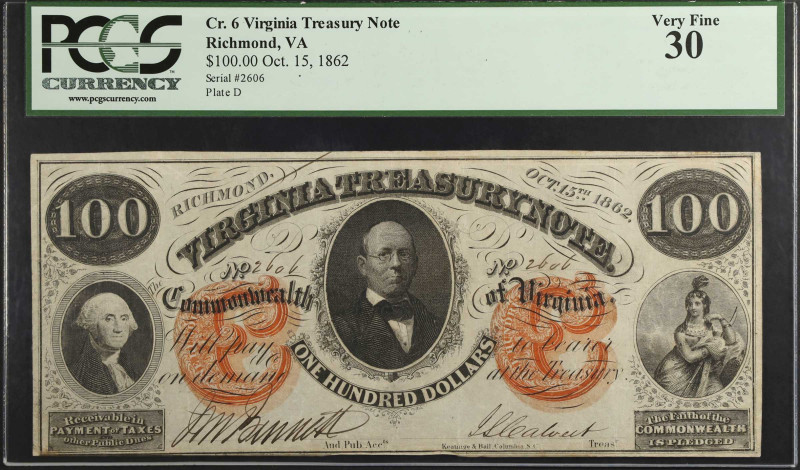 PCGS
CURRENCY
www.pcgscurrency.com
Cr. 6 Virginia Treasury Note
Richmond, VA
$100.00 Oct. 15, 1862
Serial #2606
Plate D
Very Fine
30
100
RICHMOND.
OCT. 15TH 1862.
100
VIRGINIA TREASURY NOTE.
No 2606
No 2606
The
Commonwealth
of Virginia.
Will pay
to bearer
on demand
at the Treasury.
ONE HUNDRED DOLLARS
Receivable in
PAYMENT of TAXES
other Public Dues
Aud. Pub. Accts
Keatinge & Ball, Columbia S.C.
Treasr
The Faith of the
COMMONWEALTH
IS PLEDGED